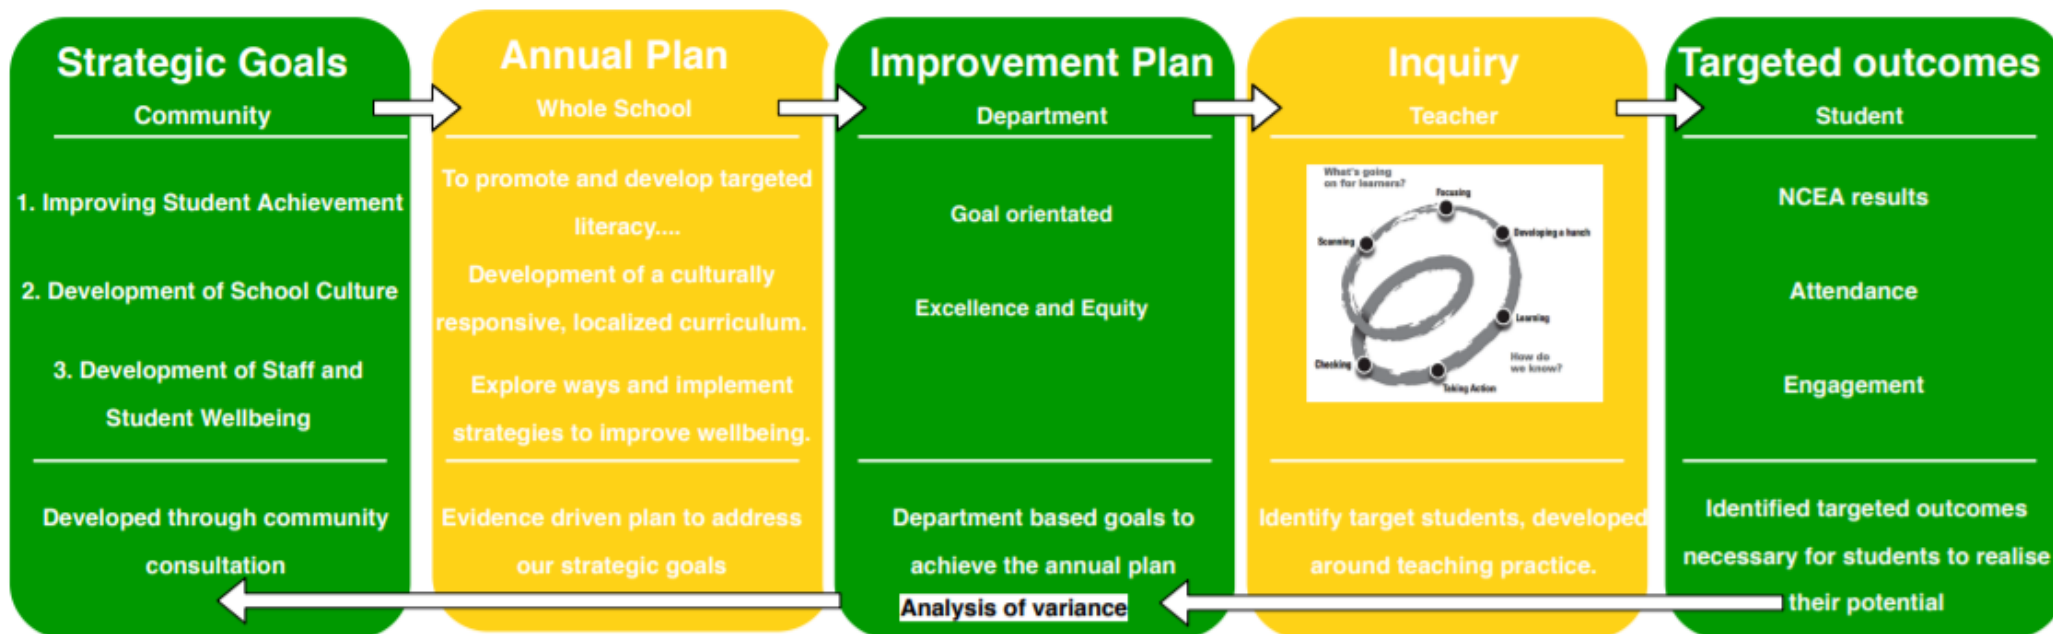 Strategic Goals
Community
1. Improving Student Achievement
2. Development of School Culture
3. Development of Staff and
Student Wellbeing
Developed through community
consultation
Annual Plan
Whole School
To promote and develop targeted
literacy....
Development of a culturally
responsive, localized curriculum.
Explore ways and implement
strategies to improve wellbeing.
Evidence driven plan to address
our strategic goals
Improvement Plan
Department
Goal orientated
Excellence and Equity
Department based goals to
achieve the annual plan
Analysis of variance
Inquiry
Teacher
What's going
on for learners?
Focusing
Scanning
Developing a hunch
Learning
How do
we know?
Checking
Taking Action
Identify target students, developed
around teaching practice.
Targeted outcomes
Student
NCEA results
Attendance
Engagement
Identified targeted outcomes
necessary for students to realise
their potential